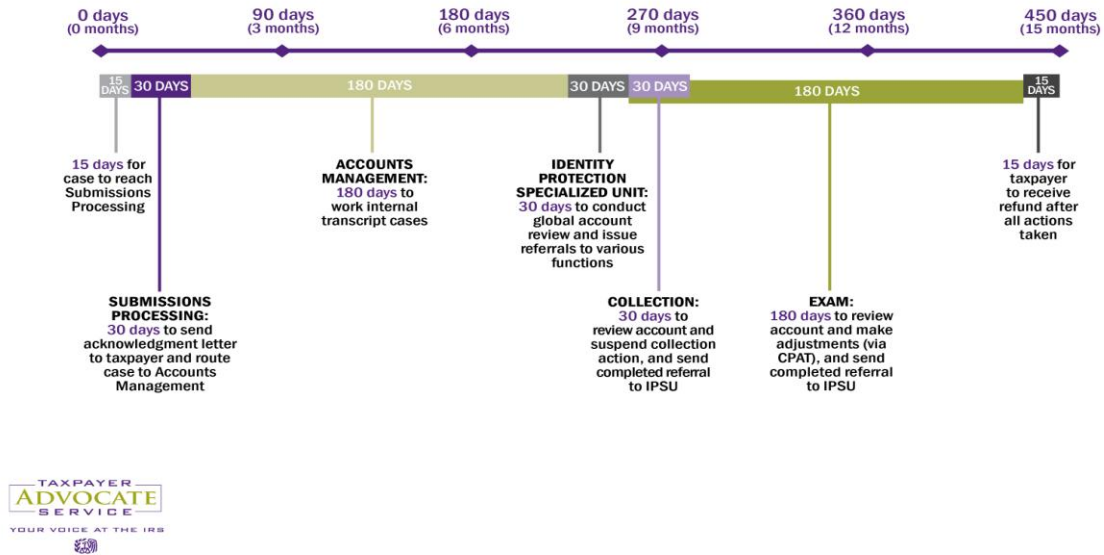 0 days
(0 months)
90 days
(3 months)
180 days
(6 months)
270 days
(9 months)
360 days
(12 months)
450 days
(15 months)
15
DAYS
30 DAYS
180 DAYS
30 DAYS
30 DAYS
180 DAYS
15
DAYS
15 days for
case to reach
Submissions
Processing
SUBMISSIONS
PROCESSING:
30 days to send
acknowledgment letter
to taxpayer and route
case to Accounts
Management
ACCOUNTS
MANAGEMENT:
180 days to
work internal
transcript cases
IDENTITY
PROTECTION
SPECIALIZED UNIT:
30 days to conduct
global account
review and issue
referrals to various
functions
COLLECTION:
30 days to
review account and
suspend collection
action, and send
completed referral
to IPSU
EXAM:
180 days to review
account and make
adjustments (via
CPAT), and send
completed referral
to IPSU
15 days for
taxpayer
to receive
refund after
all actions
taken
TAXPAYER
ADVOCATE
SERVICE
YOUR VOICE AT THE IRS